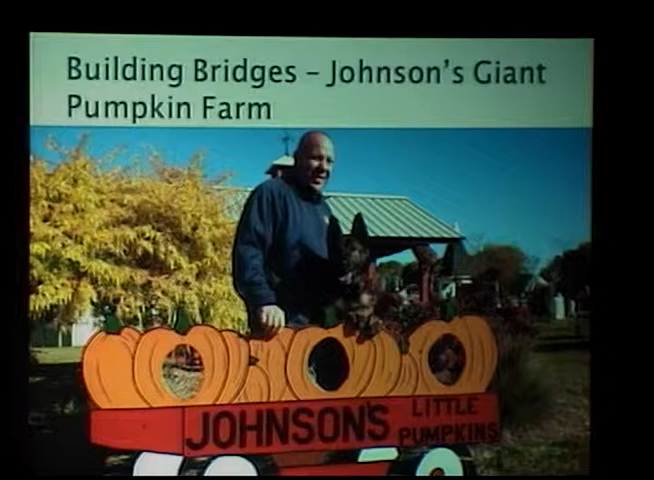 Building Bridges – Johnson's Giant
Pumpkin Farm
JOHNSON'S
LITTLE
PUMPKINS